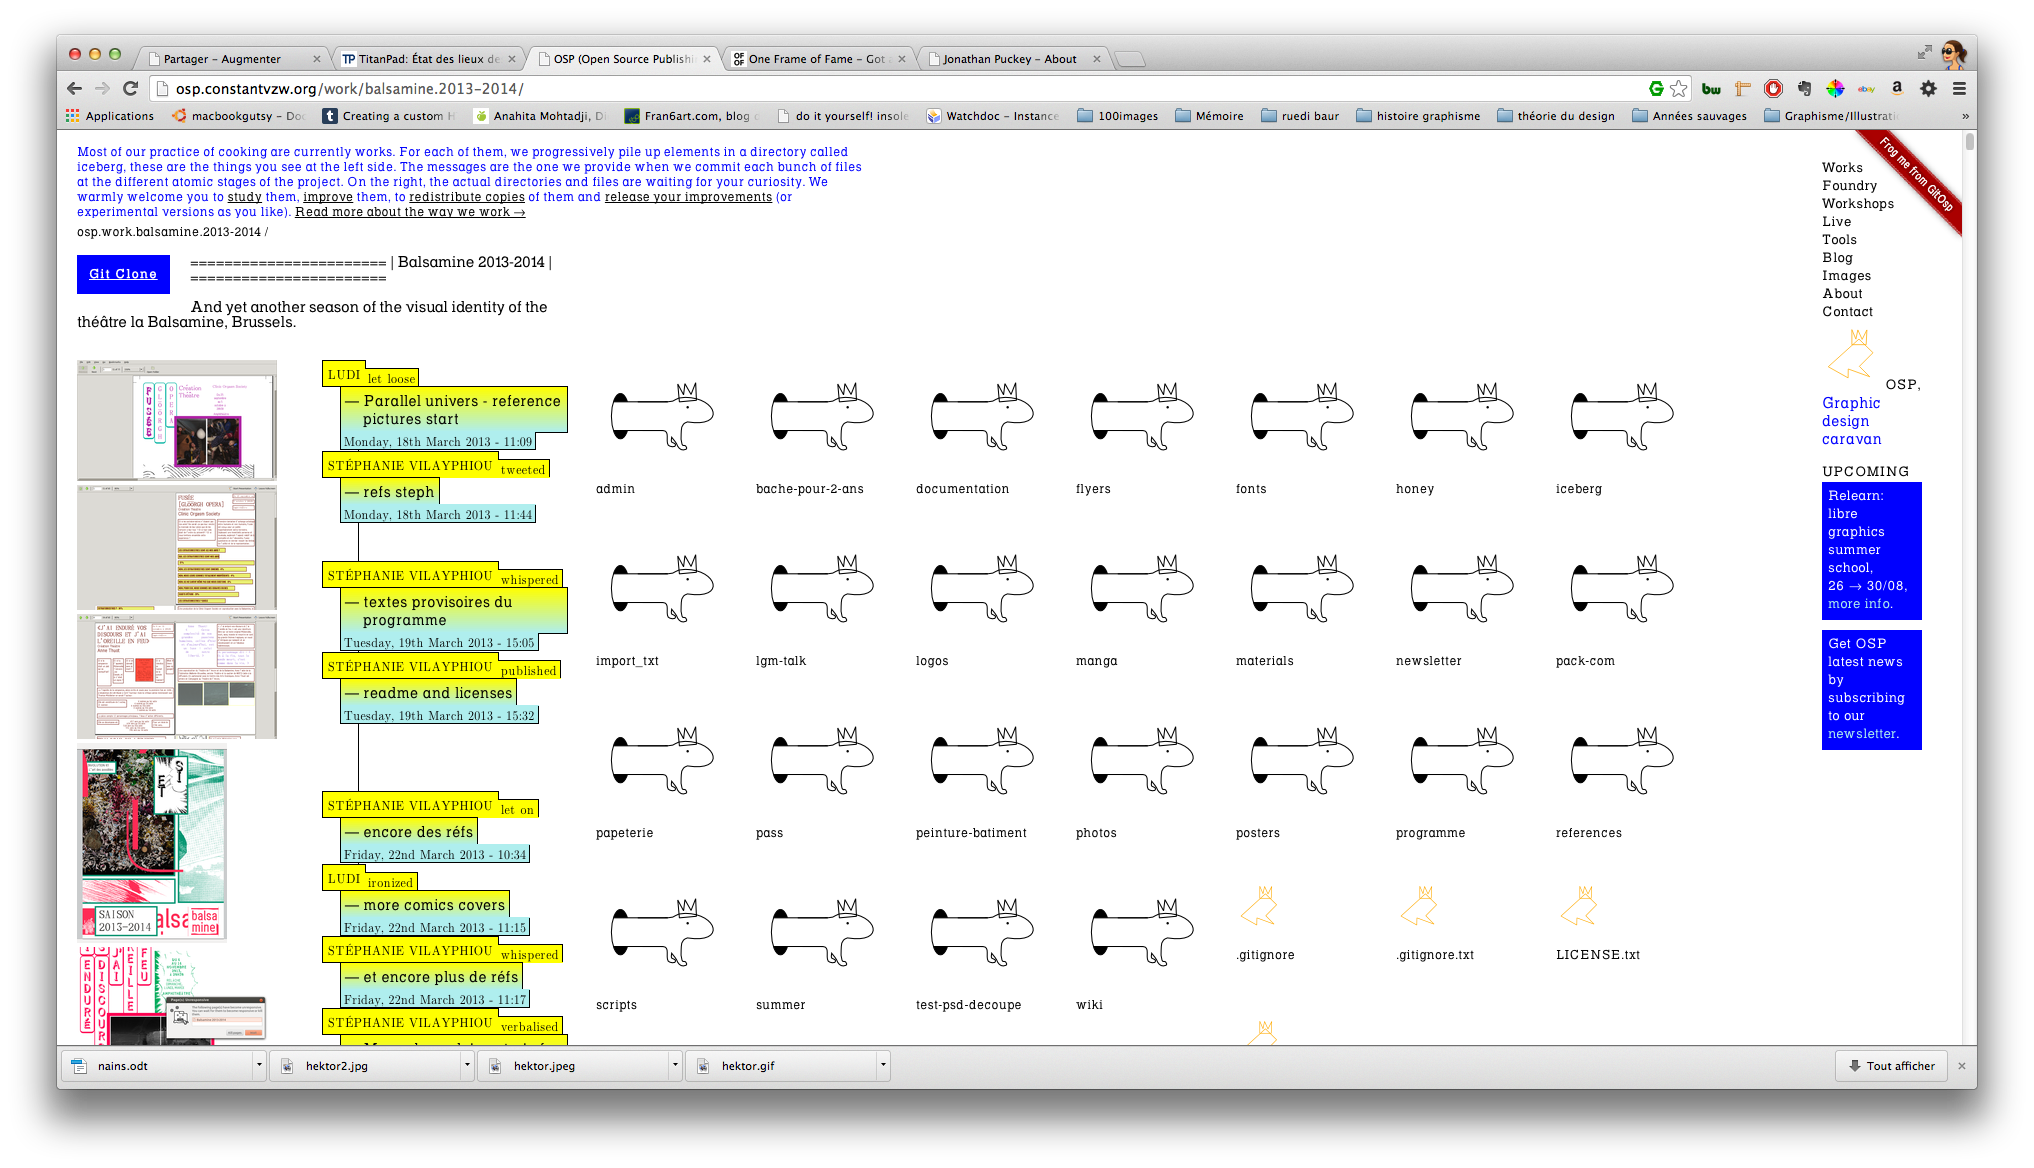 Partager – Augmenter
TitanPad: État des lieux de
OSP (Open Source Publishi
One Frame of Fame – Got
Jonathan Puckey – About
osp.constantvzw.org/work/balsamine.2013-2014/
Applications
macbookgutsy – Doc
Creating a custom H
Anahita Mohtadji, Di
Fran6art.com, blog d
do it yourself! insole
Watchdoc – Instance
100images
Mémoire
ruedi baur
histoire graphisme
théorie du design
Années sauvages
Graphisme/Illustrati
»
Most of our practice of cooking are currently works. For each of them, we progressively pile up elements in a directory called
iceberg, these are the things you see at the left side. The messages are the one we provide when we commit each bunch of files
at the different atomic stages of the project. On the right, the actual directories and files are waiting for your curiosity. We
warmly welcome you to study them, improve them, to redistribute copies of them and release your improvements (or
experimental versions as you like). Read more about the way we work →
osp.work.balsamine.2013-2014 /
Git Clone
======================= | Balsamine 2013-2014 |
=======================
And yet another season of the visual identity of the
théâtre la Balsamine, Brussels.
SAISON
2013-2014
balsa
mine
LUDI let loose
— Parallel univers - reference
pictures start
Monday, 18th March 2013 - 11:09
STÉPHANIE VILAYPHIOU tweeted
— refs steph
Monday, 18th March 2013 - 11:44
STÉPHANIE VILAYPHIOU whispered
— textes provisoires du
programme
Tuesday, 19th March 2013 - 15:05
STÉPHANIE VILAYPHIOU published
— readme and licenses
Tuesday, 19th March 2013 - 15:32
STÉPHANIE VILAYPHIOU let on
— encore des réfs
Friday, 22nd March 2013 - 10:34
LUDI ironized
— more comics covers
Friday, 22nd March 2013 - 11:15
STÉPHANIE VILAYPHIOU whispered
— et encore plus de réfs
Friday, 22nd March 2013 - 11:17
STÉPHANIE VILAYPHIOU verbalised
admin
bache-pour-2-ans
documentation
flyers
fonts
honey
iceberg
import_txt
lgm-talk
logos
manga
materials
newsletter
pack-com
papeterie
pass
peinture-batiment
photos
posters
programme
references
scripts
summer
test-psd-decoupe
wiki
.gitignore
.gitignore.txt
LICENSE.txt
Frog me from GitOsp
Works
Foundry
Workshops
Live
Tools
Blog
Images
About
Contact
OSP,
Graphic
design
caravan
UPCOMING
Relearn:
libre
graphics
summer
school,
26 → 30/08,
more info.
Get OSP
latest news
by
subscribing
to our
newsletter.
nains.odt
hektor2.jpg
hektor.jpeg
hektor.gif
Tout afficher